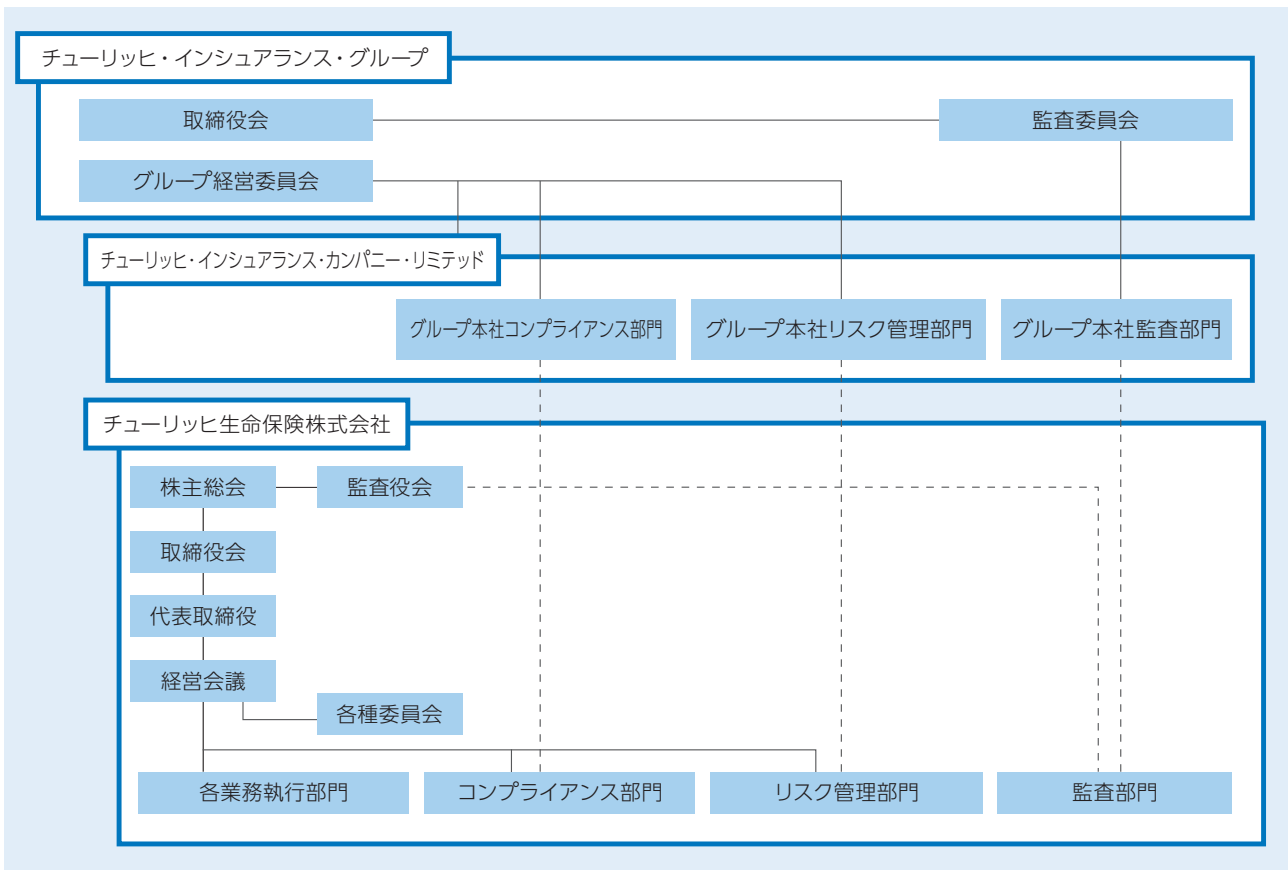 チューリッヒ・インシュアランス・グループ
取締役会
監査委員会
グループ経営委員会
チューリッヒ・インシュアランス・カンパニー・リミテッド
グループ本社コンプライアンス部門
グループ本社リスク管理部門
グループ本社監査部門
チューリッヒ生命保険株式会社
株主総会
監査役会
取締役会
代表取締役
経営会議
各種委員会
各業務執行部門
コンプライアンス部門
リスク管理部門
監査部門